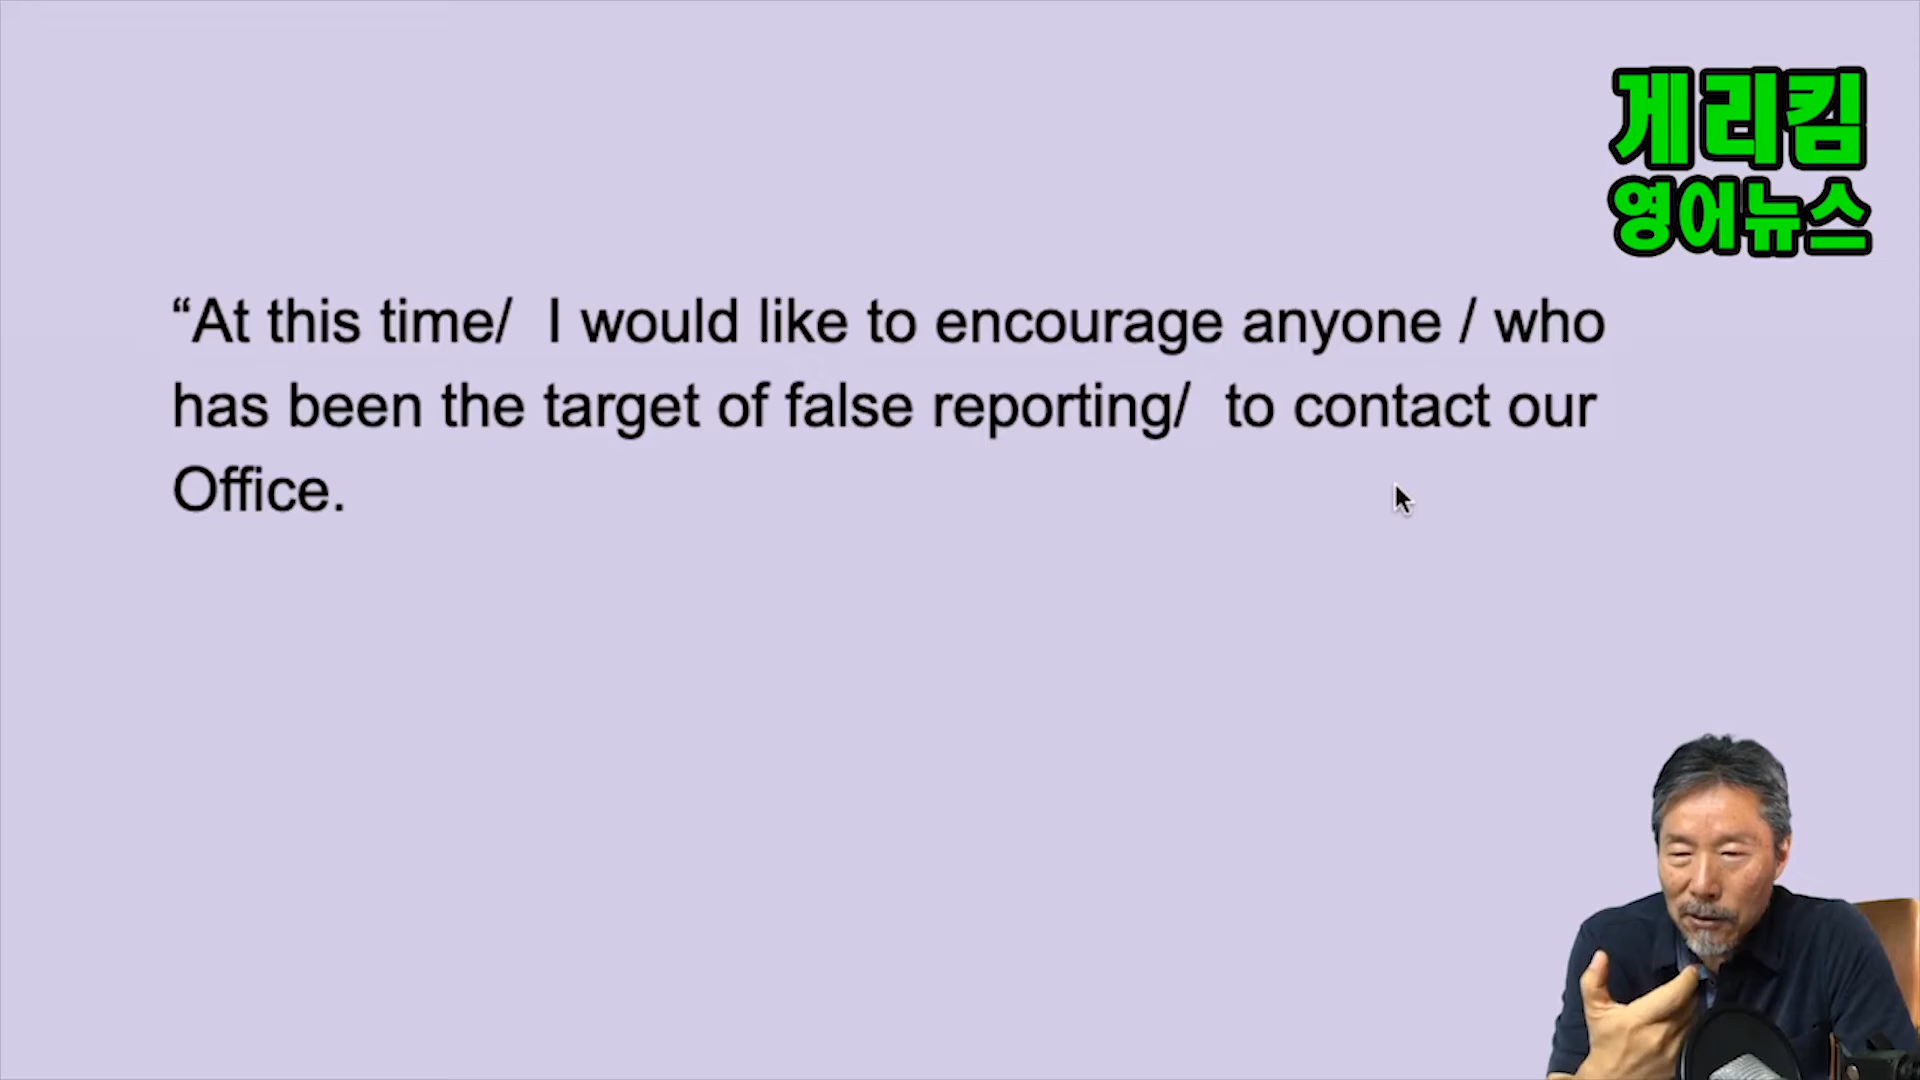 게리킴
영어뉴스
“At this time/  I would like to encourage anyone / who
has been the target of false reporting/  to contact our
Office.